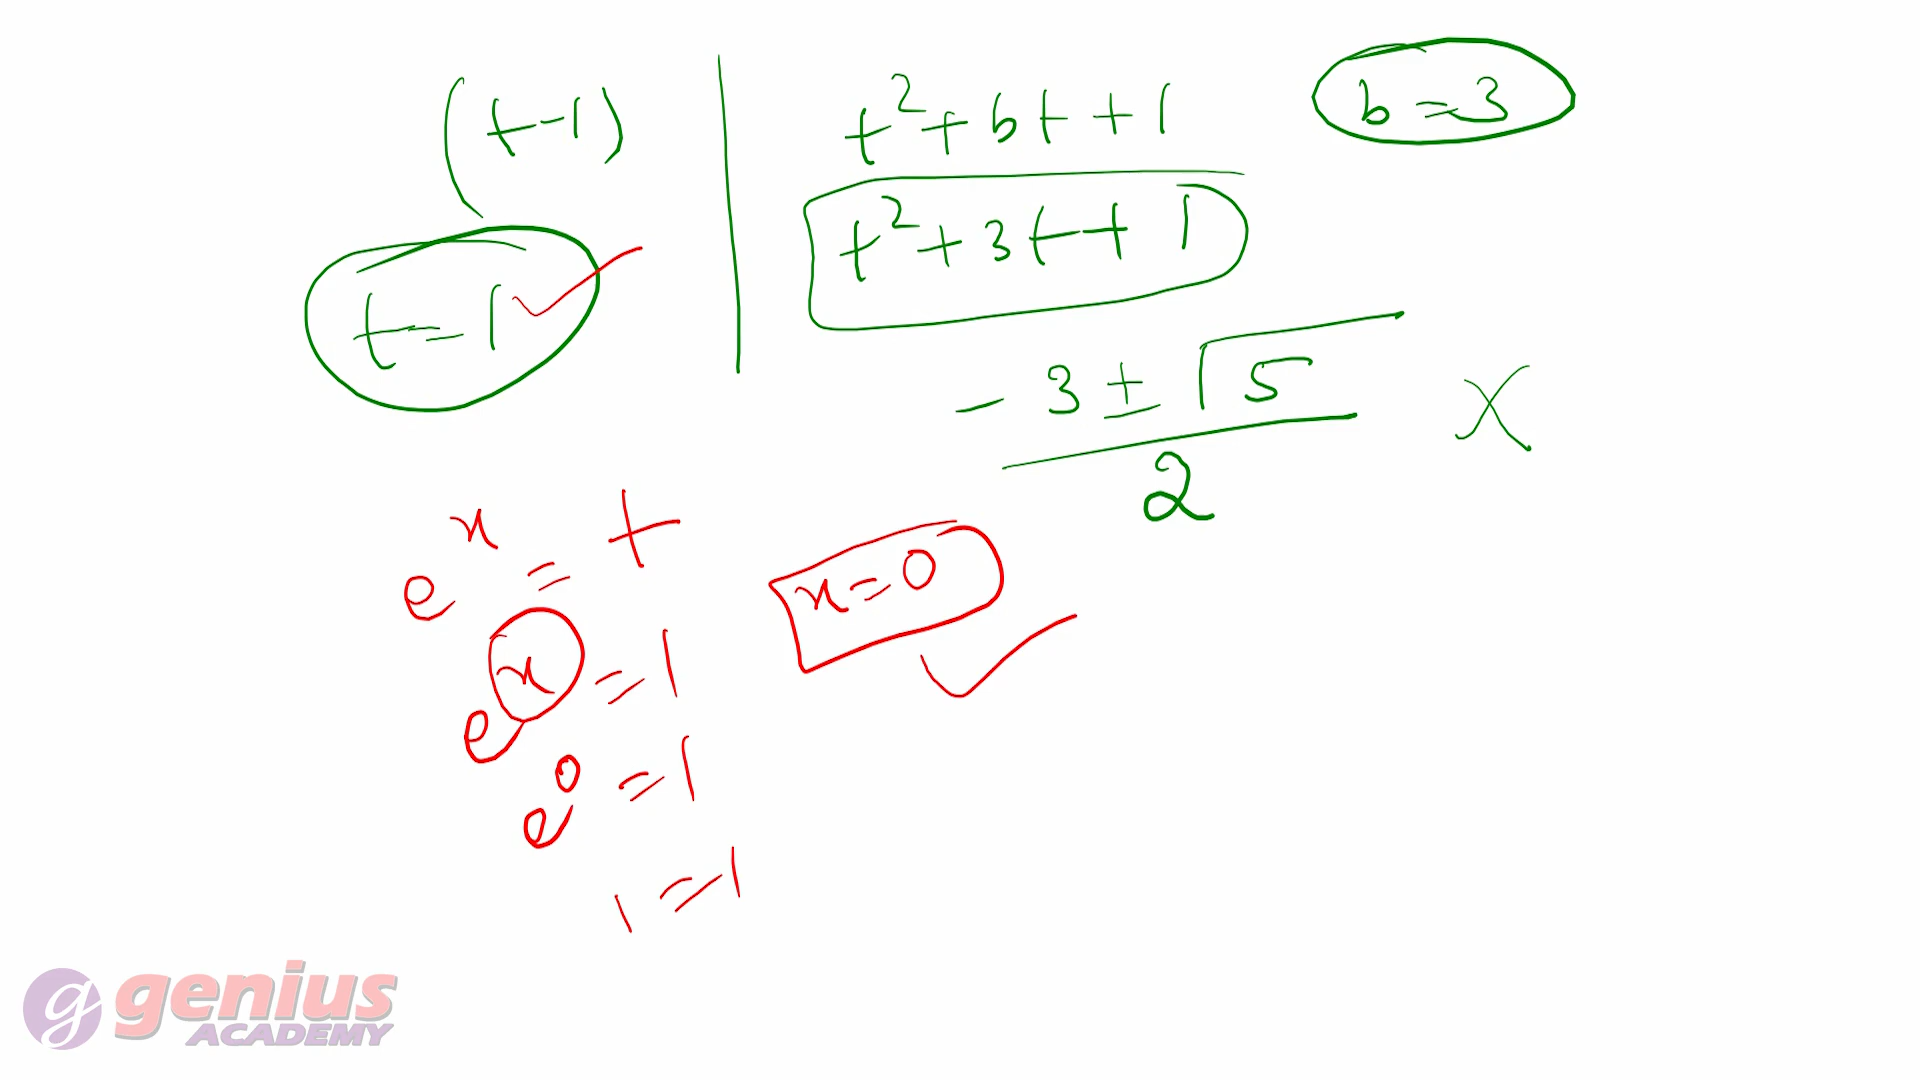 (t-1)
t=1
t²+bt+1
b=3
t²+3t+1
-3±√5
2
eˣ=t
x=0
eˣ=1
e⁰=1
1=1
g genius
ACADEMY